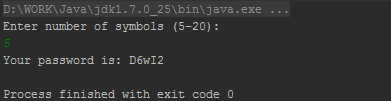 D:\WORK\Java\jdk1.7.0_25\bin\java.exe ...
Enter number of symbols (5-20):
5
Your password is: D6wI2
Process finished with exit code 0